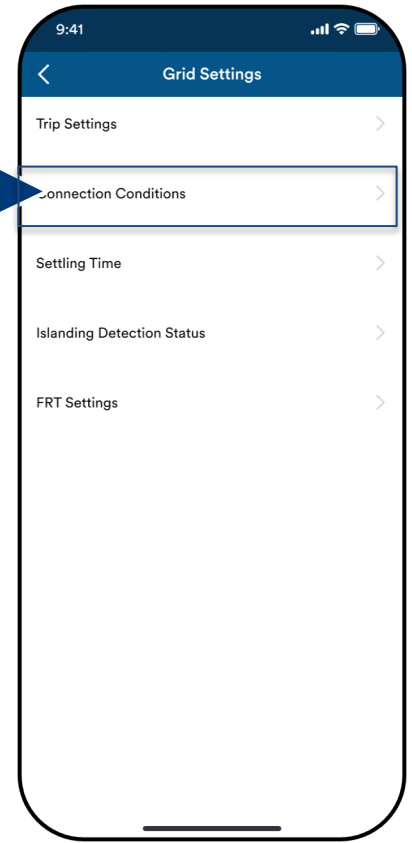 9:41
Grid Settings
Trip Settings
Connection Conditions
Settling Time
Islanding Detection Status
FRT Settings